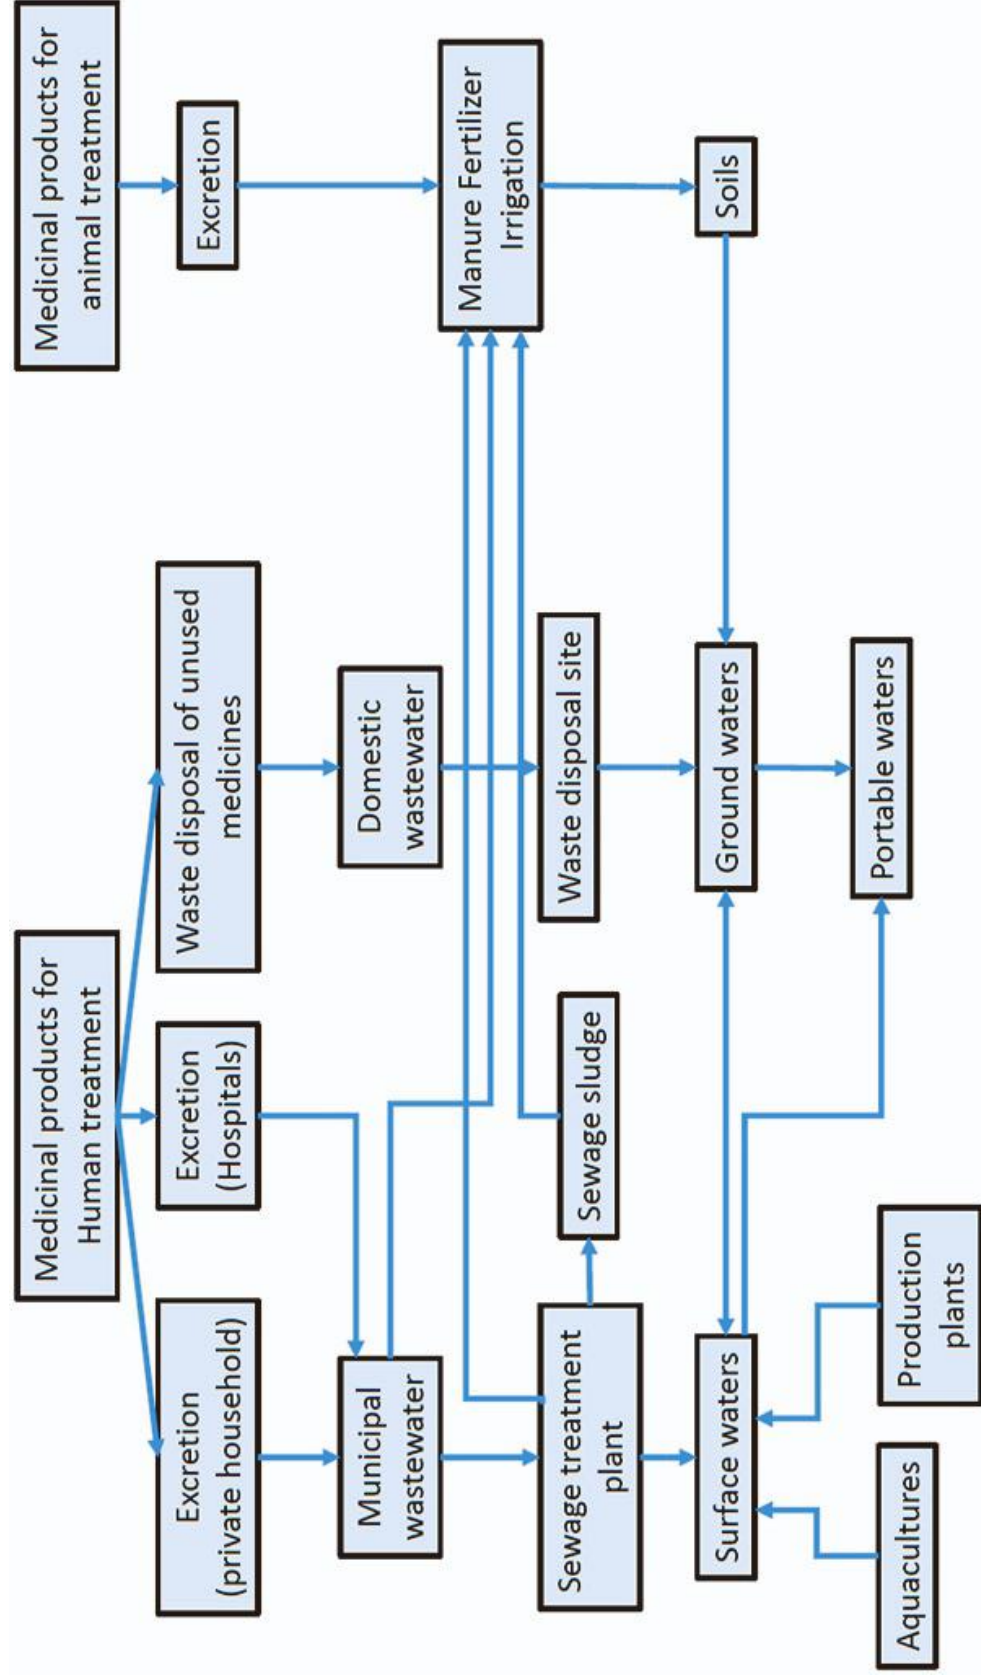 Medicinal products for
Human treatment
Medicinal products for
animal treatment
Excretion
(private household)
Excretion
(Hospitals)
Waste disposal of unused
medicines
Excretion
Municipal
wastewater
Domestic
wastewater
Manure Fertilizer
Irrigation
Sewage treatment
plant
Sewage sludge
Waste disposal site
Surface waters
Ground waters
Soils
Aquacultures
Production
plants
Portable waters